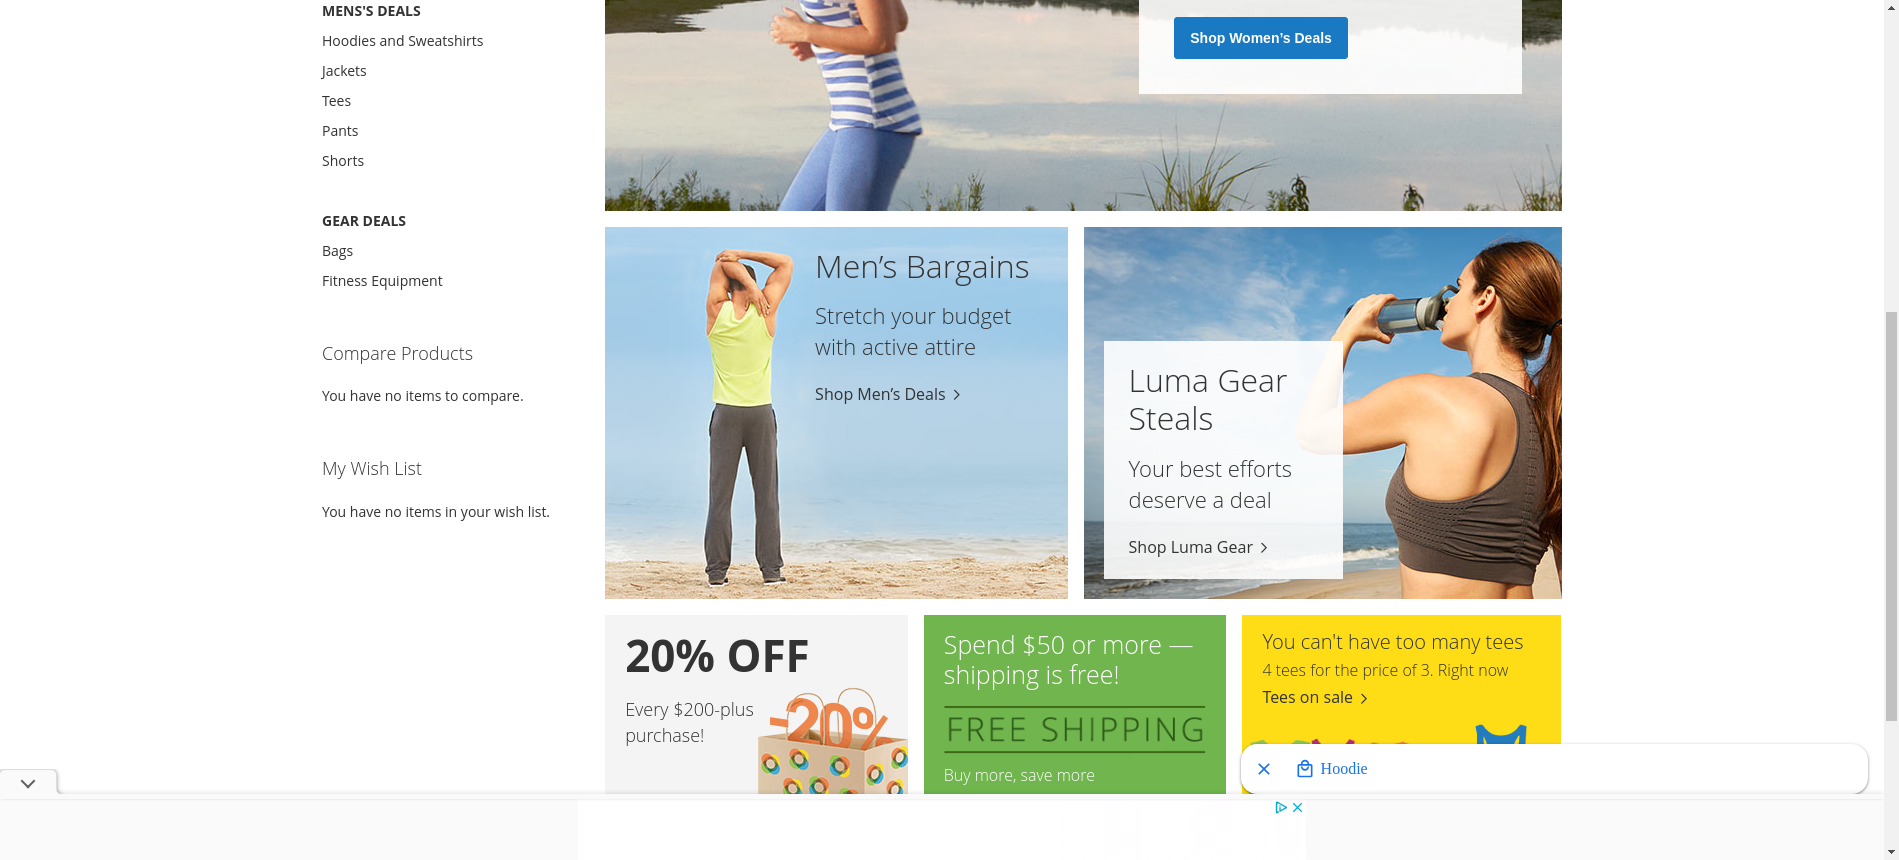 MENS'S DEALS
Hoodies and Sweatshirts
Jackets
Tees
Pants
Shorts
GEAR DEALS
Bags
Fitness Equipment
Compare Products
You have no items to compare.
My Wish List
You have no items in your wish list.
Shop Women’s Deals
Men’s Bargains
Stretch your budget
with active attire
Shop Men’s Deals
Luma Gear
Steals
Your best efforts
deserve a deal
Shop Luma Gear
20% OFF
Every $200-plus
purchase!
-20%
Spend $50 or more —
shipping is free!
FREE SHIPPING
Buy more, save more
You can't have too many tees
4 tees for the price of 3. Right now
Tees on sale
Hoodie